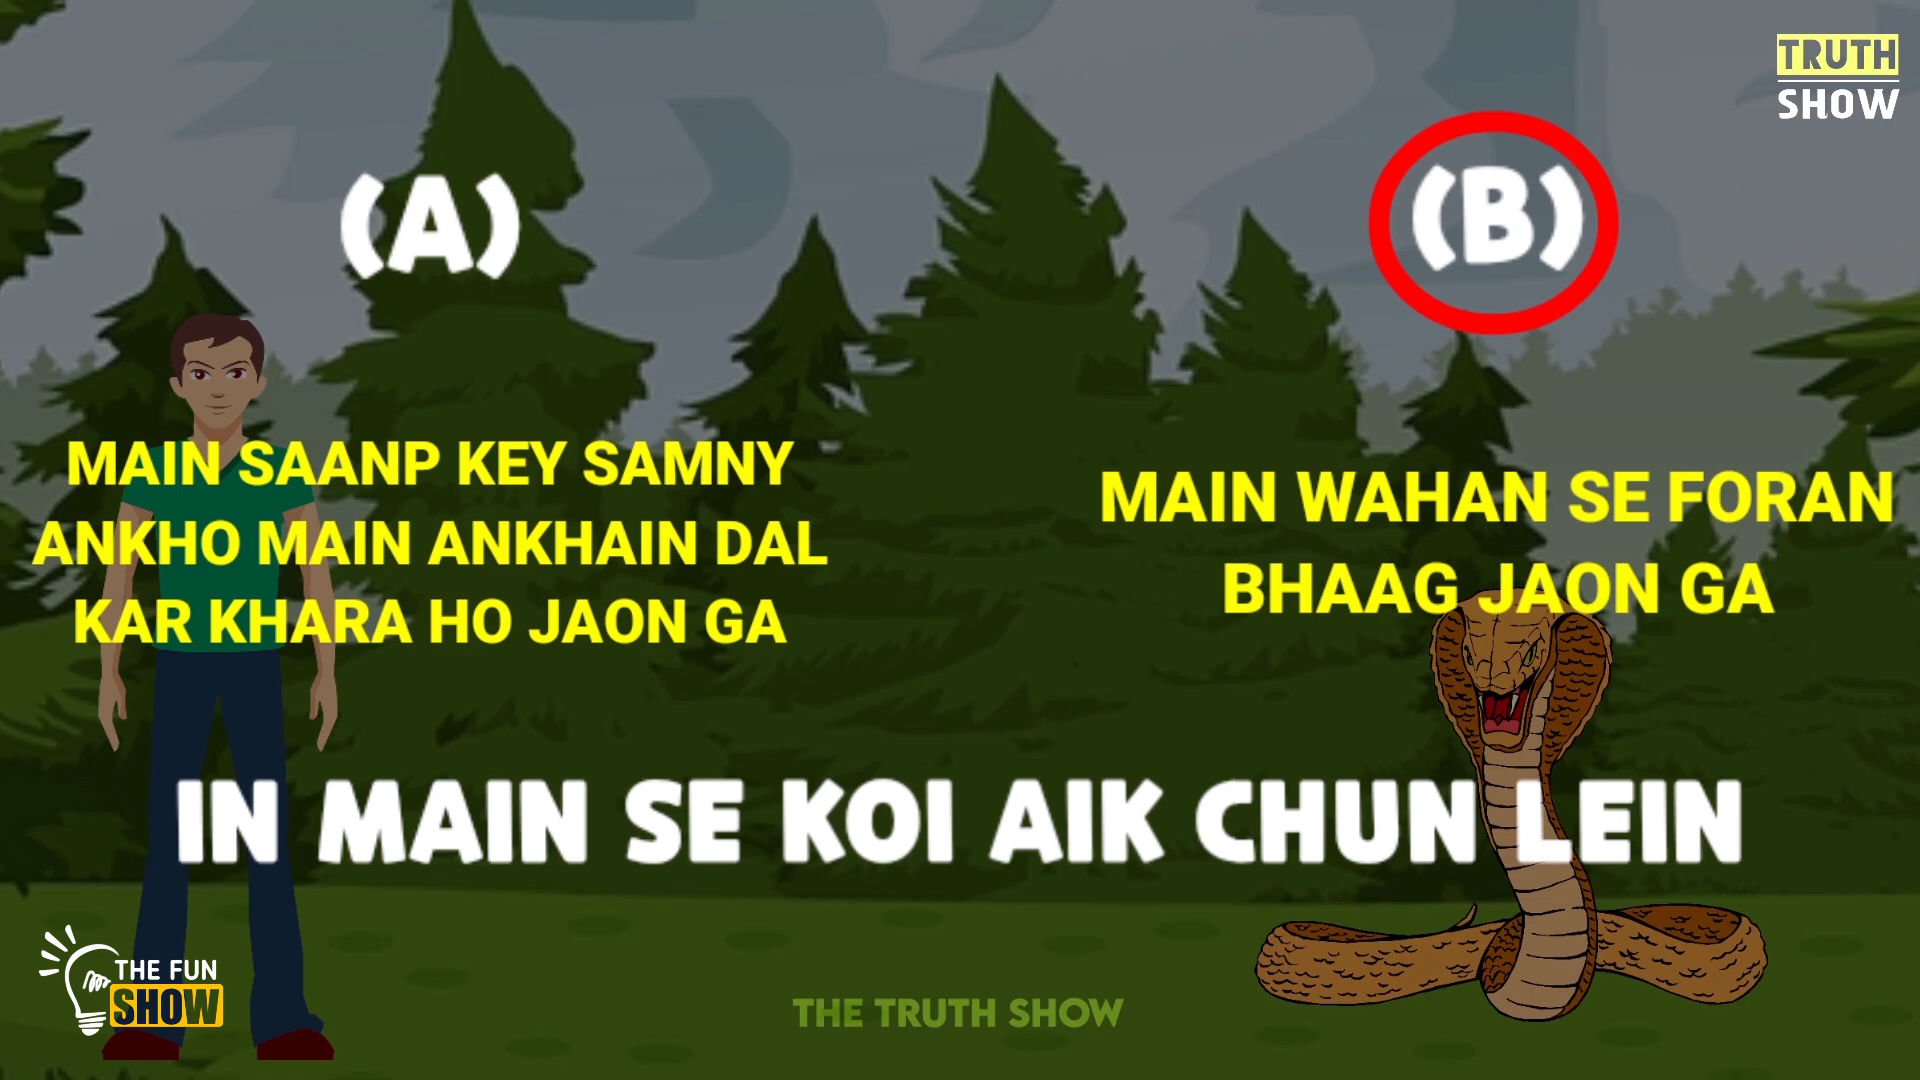 TRUTH
SHOW
(A)
(B)
MAIN SAANP KEY SAMNY
ANKHO MAIN ANKHAIN DAL
KAR KHARA HO JAON GA
MAIN WAHAN SE FORAN
BHAAG JAON GA
IN MAIN SE KOI AIK CHUN LEIN
THE FUN
SHOW
THE TRUTH SHOW